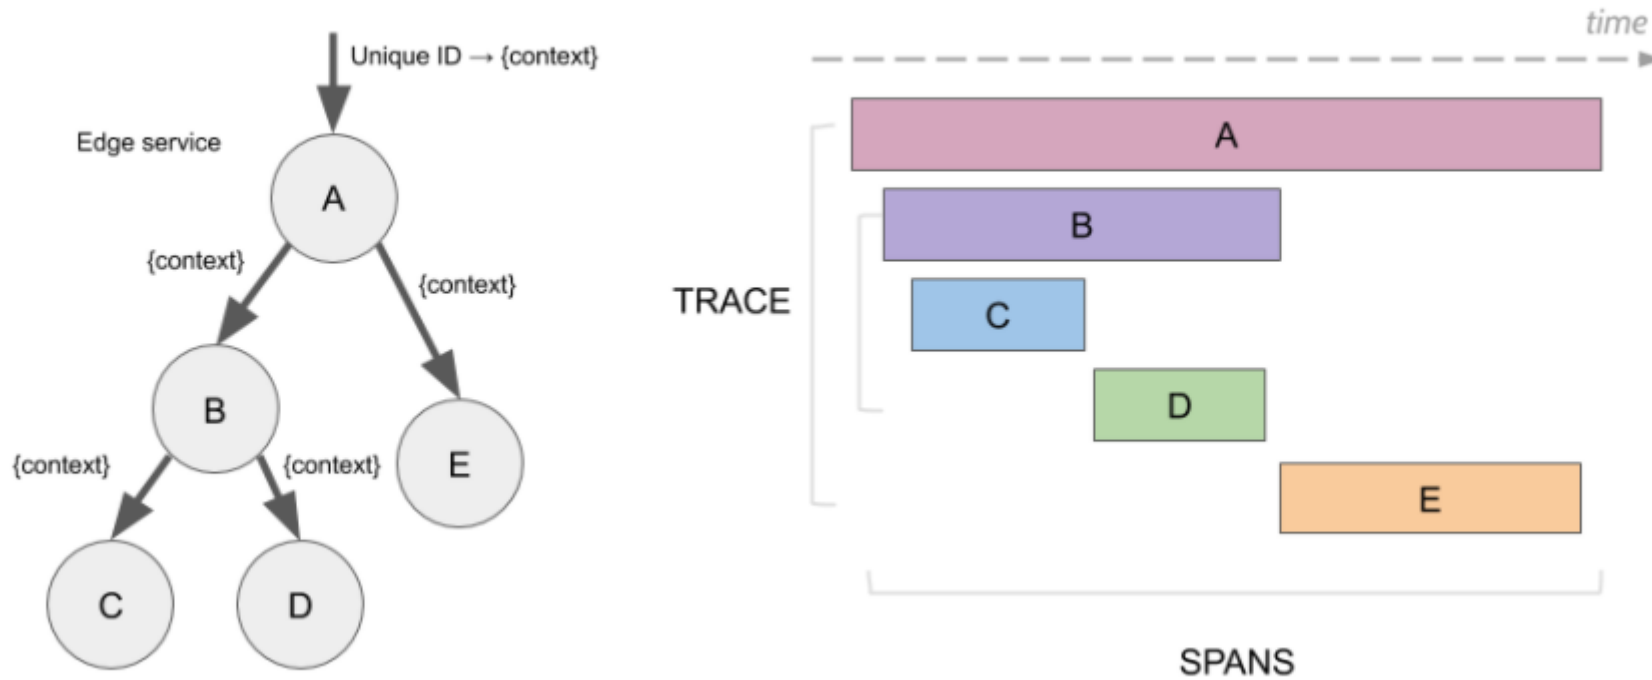 Unique ID → {context}
Edge service
A
{context}
{context}
B
E
{context}
{context}
C
D
time
A
B
C
TRACE
D
E
SPANS